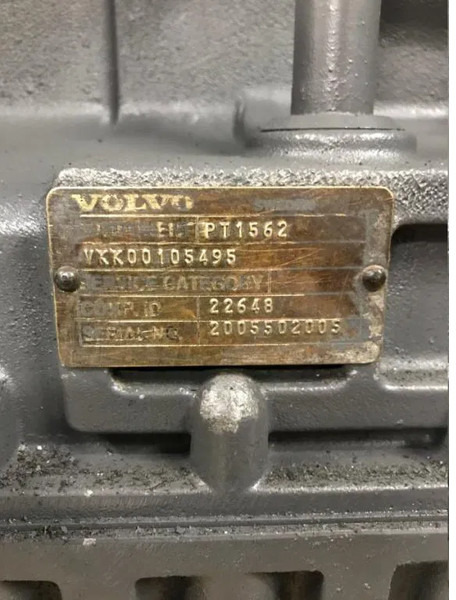 VOLVO
PT1562
VKK00105495
SERVICE CATEGORY
COMP. ID 22648
SERIAL NO. 2005502005